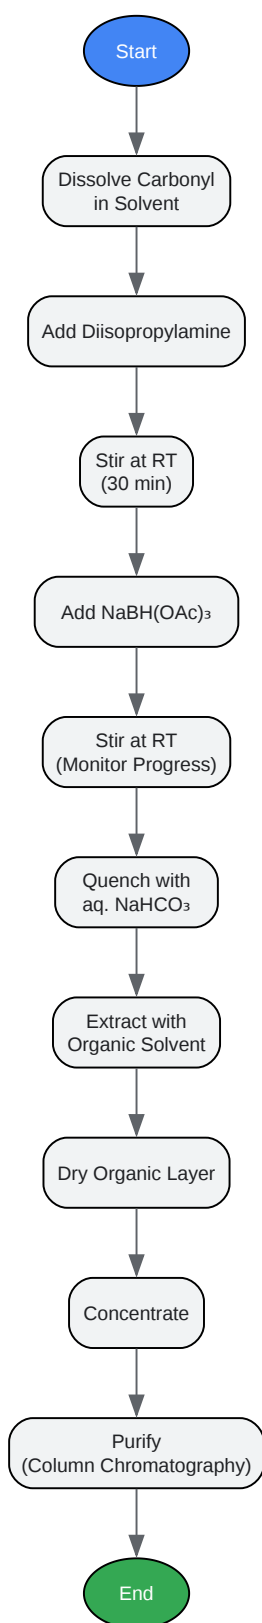 Start
Dissolve Carbonyl
in Solvent
Add Diisopropylamine
Stir at RT
(30 min)
Add NaBH(OAc)₃
Stir at RT
(Monitor Progress)
Quench with
aq. NaHCO₃
Extract with
Organic Solvent
Dry Organic Layer
Concentrate
Purify
(Column Chromatography)
End